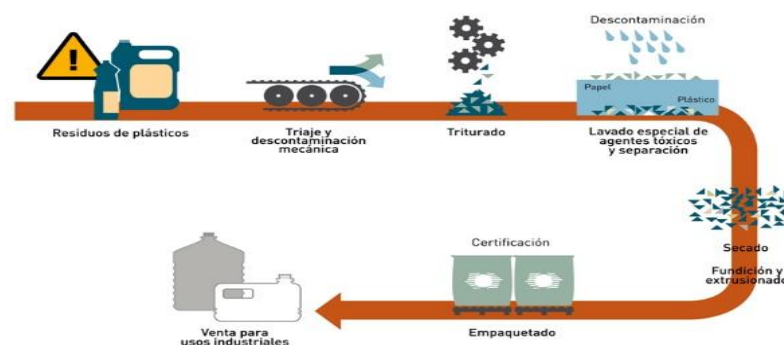 Descontaminación
Papel
Plástico
Residuos de plásticos
Triaje y
descontaminación
mecánica
Triturado
Lavado especial de
agentes tóxicos
y separación
Secado
Fundición y
extrusionado
Certificación
Empaquetado
Venta para
usos industriales